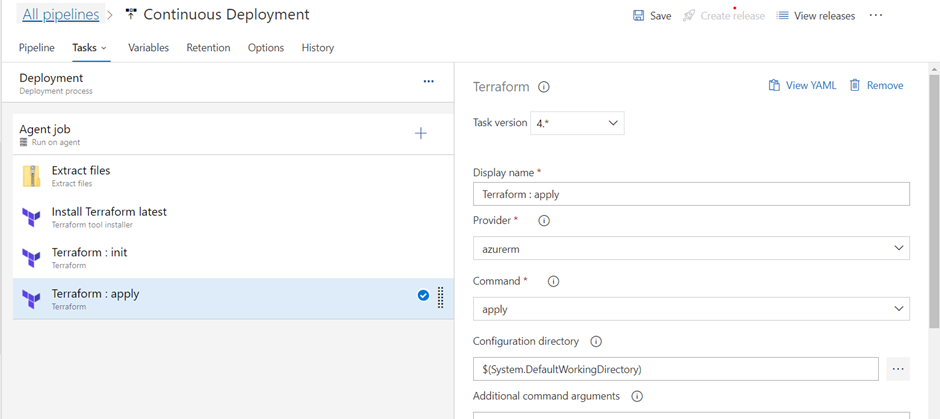 All pipelines > Continuous Deployment
Save Create release View releases ...
Pipeline Tasks Variables Retention Options History
Deployment
Deployment process
...
Agent job
Run on agent
+
Extract files
Extract files
Install Terraform latest
Terraform tool installer
Terraform : init
Terraform
Terraform : apply
Terraform
Terraform
View YAML Remove
Task version 4.*
Display name *
Terraform : apply
Provider *
azurerm
Command *
apply
Configuration directory
$(System.DefaultWorkingDirectory)
...
Additional command arguments